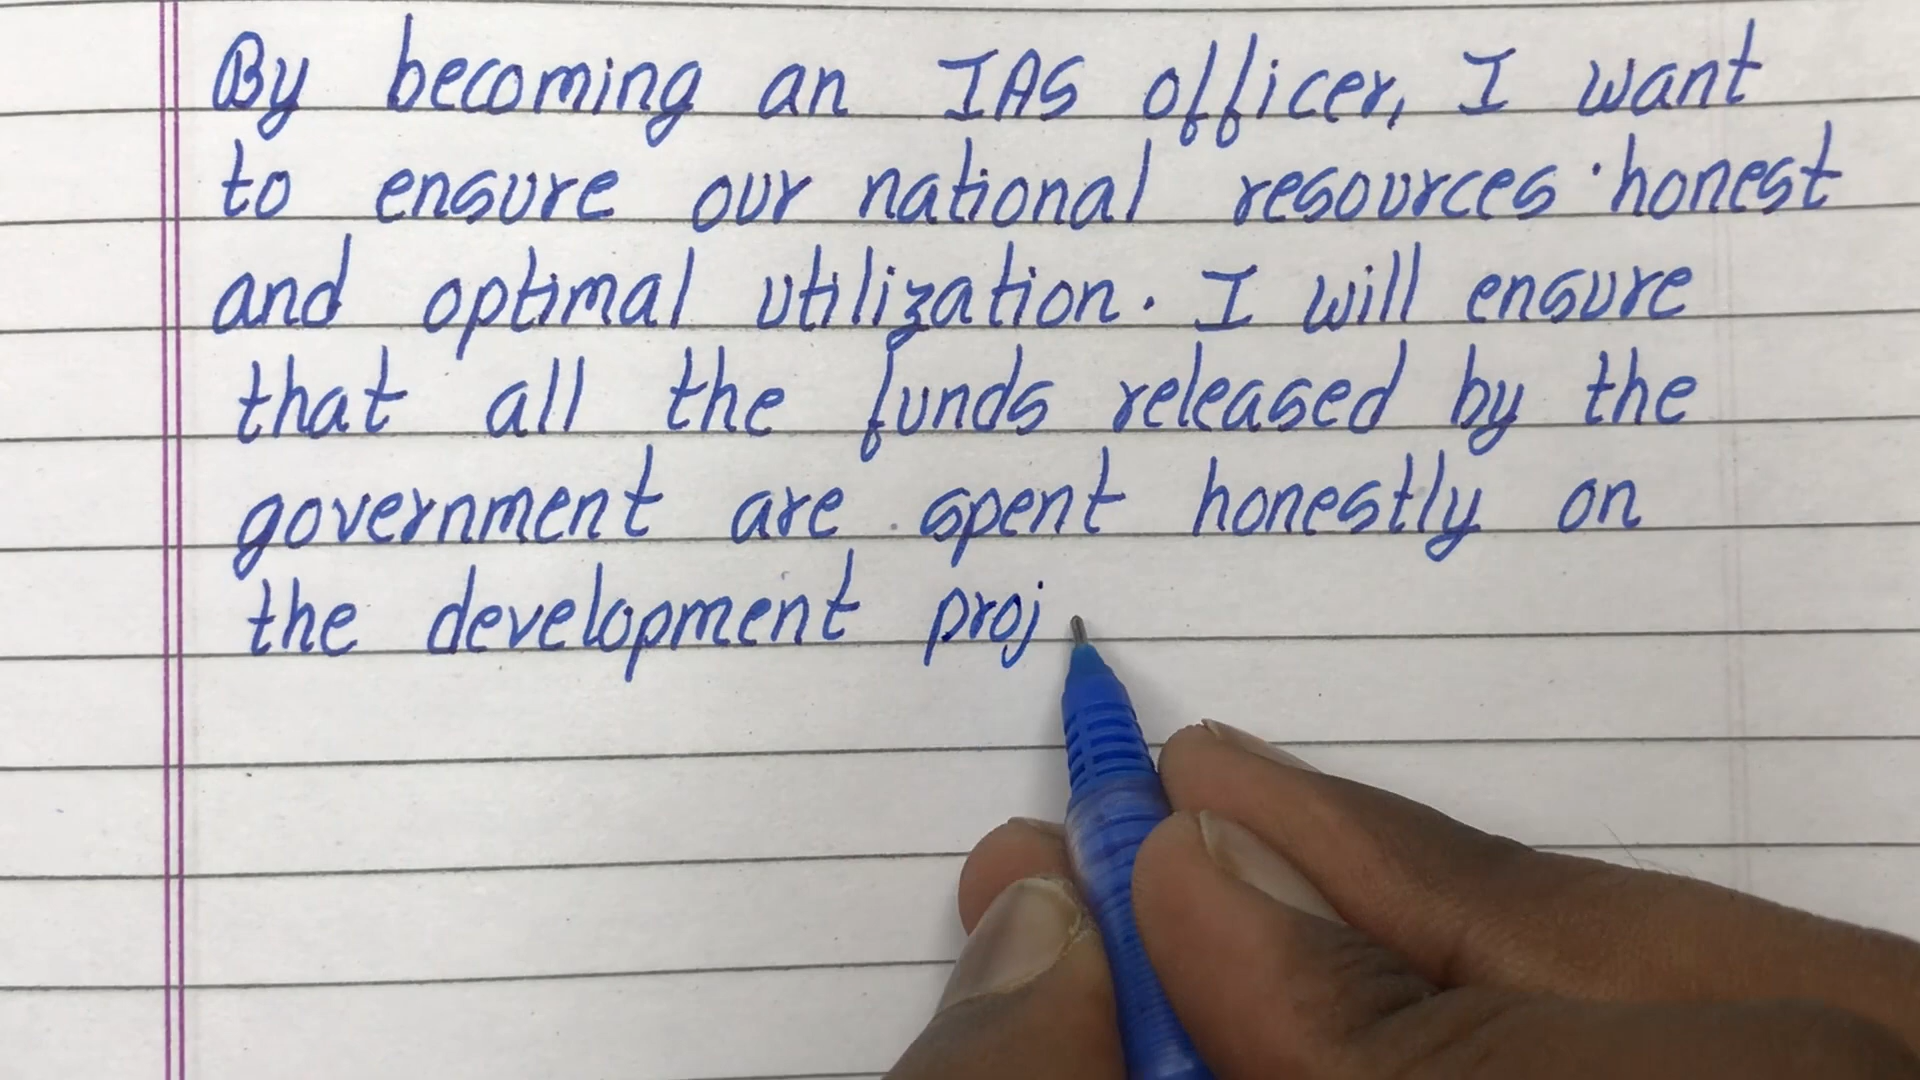 By becoming an IAS officer, I want
to ensure our national resources' honest
and optimal utilization. I will ensure
that all the funds released by the
government are spent honestly on
the development proj